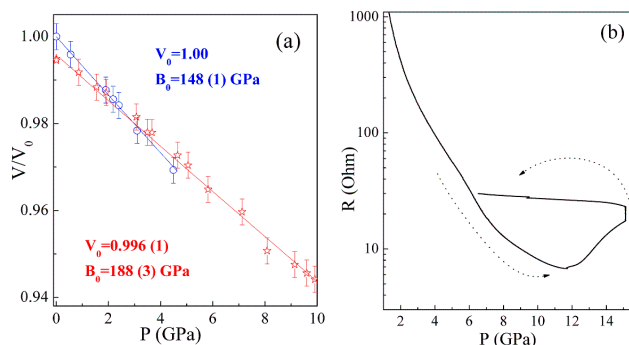 (a)
V0=1.00
B0=148 (1) GPa
V0=0.996 (1)
B0=188 (3) GPa
V/V0
1.00
0.98
0.96
0.94
0 2 4 6 8 10
P (GPa)
(b)
R (Ohm)
1000
100
10
2 4 6 8 10 12 14
P (GPa)